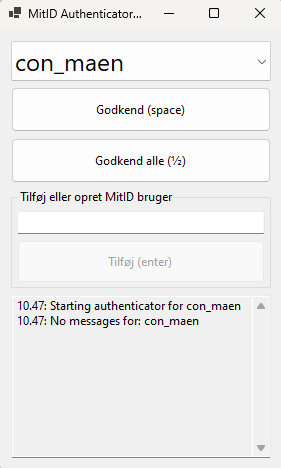 MitID Authenticator...
con_maen
Godkend (space)
Godkend alle (½)
Tilføj eller opret MitID bruger
Tilføj (enter)
10.47: Starting authenticator for con_maen
10.47: No messages for: con_maen